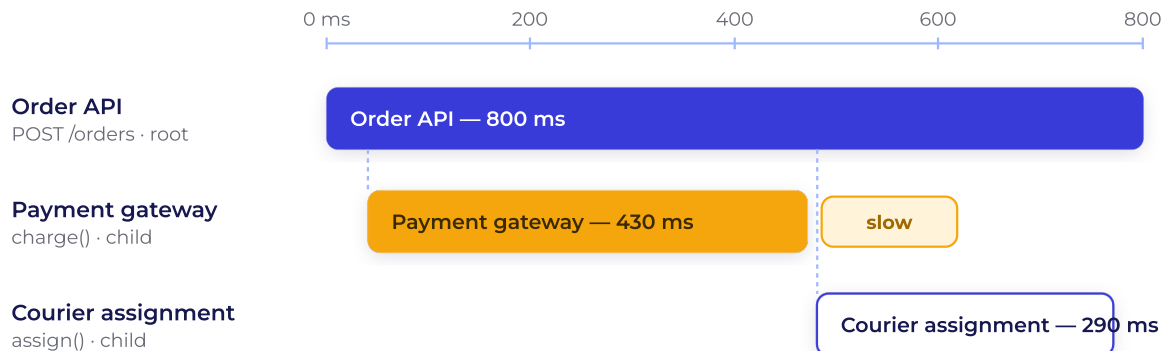 0 ms 200 400 600 800
Order API
POST /orders · root
Order API — 800 ms
Payment gateway
charge() · child
Payment gateway — 430 ms
slow
Courier assignment
assign() · child
Courier assignment — 290 ms